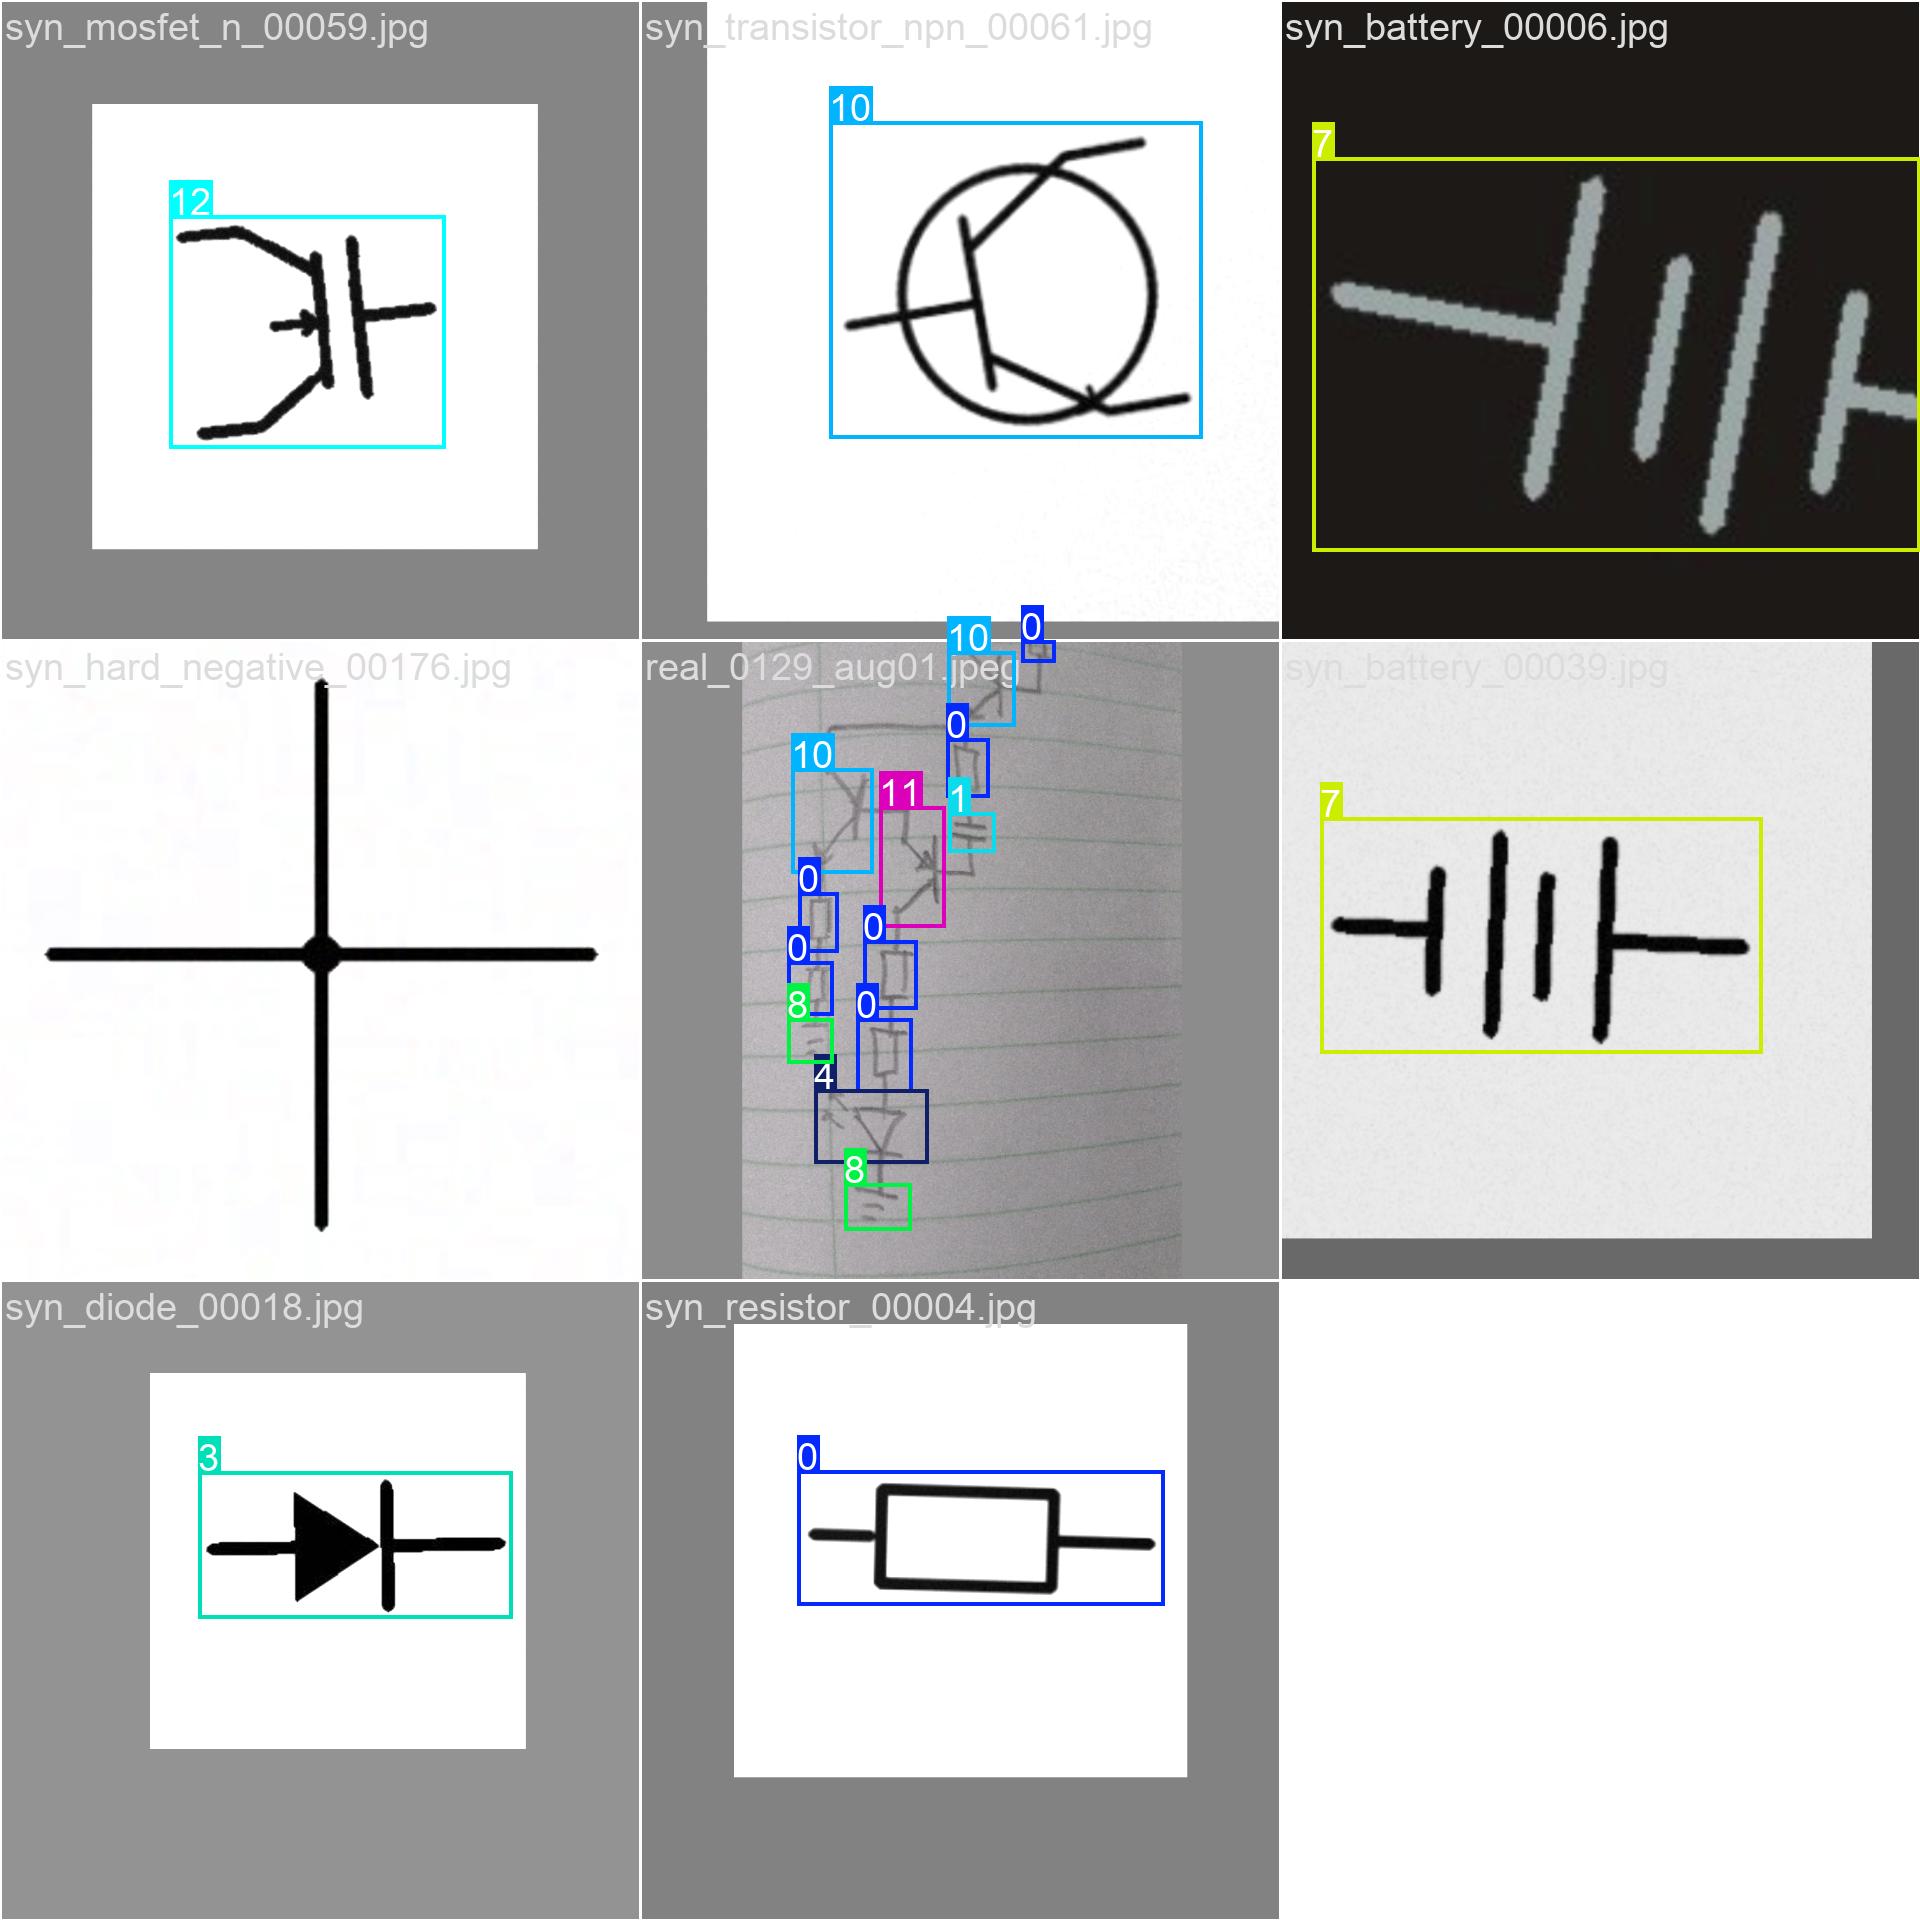 syn_mosfet_n_00059.jpg
12
syn_transistor_npn_00061.jpg
10
syn_battery_00006.jpg
7
syn_hard_negative_00176.jpg
real_0129_aug01.jpeg
10
0
0
10
11
1
0
0
0
8
0
4
8
syn_battery_00039.jpg
7
syn_diode_00018.jpg
3
syn_resistor_00004.jpg
0